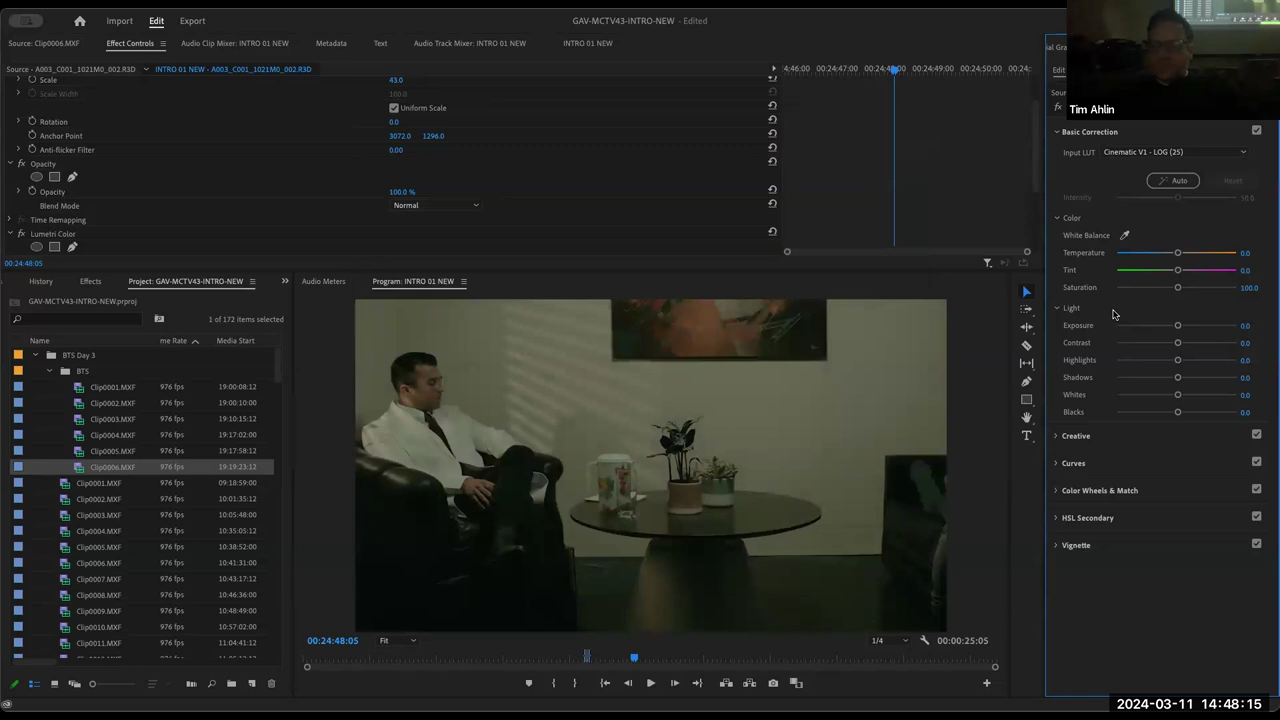 Import Edit Export
GAV-MCTV43-INTRO-NEW - Edited
Source: Clip0006.MXF Effect Controls Audio Clip Mixer: INTRO 01 NEW Metadata Text Audio Track Mixer: INTRO 01 NEW INTRO 01 NEW
Source - A003_C001_1021M0_002.R3D INTRO 01 NEW - A003_C001_1021M0_002.R3D
Scale 43.0
Scale Width 100.0
Uniform Scale
Rotation 0.0
Anchor Point 3072.0 1296.0
Anti-flicker Filter 0.00
fx Opacity
Opacity 100.0 %
Blend Mode Normal
fx Time Remapping
fx Lumetri Color
00:24:48:05
:46:00 00:24:47:00 00:24:48:00 00:24:49:00 00:24:50:00 00:24:
History Effects Project: GAV-MCTV43-INTRO-NEW
GAV-MCTV43-INTRO-NEW.prproj
1 of 172 items selected
Name me Rate Media Start
BTS Day 3
BTS
Clip0001.MXF 976 fps 19:00:08:12
Clip0002.MXF 976 fps 19:00:10:00
Clip0003.MXF 976 fps 19:10:15:12
Clip0004.MXF 976 fps 19:17:02:00
Clip0005.MXF 976 fps 19:17:58:12
Clip0006.MXF 976 fps 19:19:23:12
Clip0001.MXF 976 fps 09:18:59:00
Clip0002.MXF 976 fps 10:01:35:12
Clip0003.MXF 976 fps 10:05:48:00
Clip0004.MXF 976 fps 10:35:05:12
Clip0005.MXF 976 fps 10:38:52:00
Clip0006.MXF 976 fps 10:41:31:00
Clip0007.MXF 976 fps 10:43:17:12
Clip0008.MXF 976 fps 10:46:36:00
Clip0009.MXF 976 fps 10:48:49:00
Clip0010.MXF 976 fps 10:57:02:00
Clip0011.MXF 976 fps 11:04:41:12
Audio Meters Program: INTRO 01 NEW
00:24:48:05 Fit 1/4 00:00:25:05
T
Tim Ahlin
Edit
fx
Basic Correction
Input LUT Cinematic V1 - LOG (25)
Auto Reset
Intensity 50.0
Color
White Balance
Temperature 0.0
Tint 0.0
Saturation 100.0
Light
Exposure 0.0
Contrast 0.0
Highlights 0.0
Shadows 0.0
Whites 0.0
Blacks 0.0
Creative
Curves
Color Wheels & Match
HSL Secondary
Vignette
2024-03-11 14:48:15